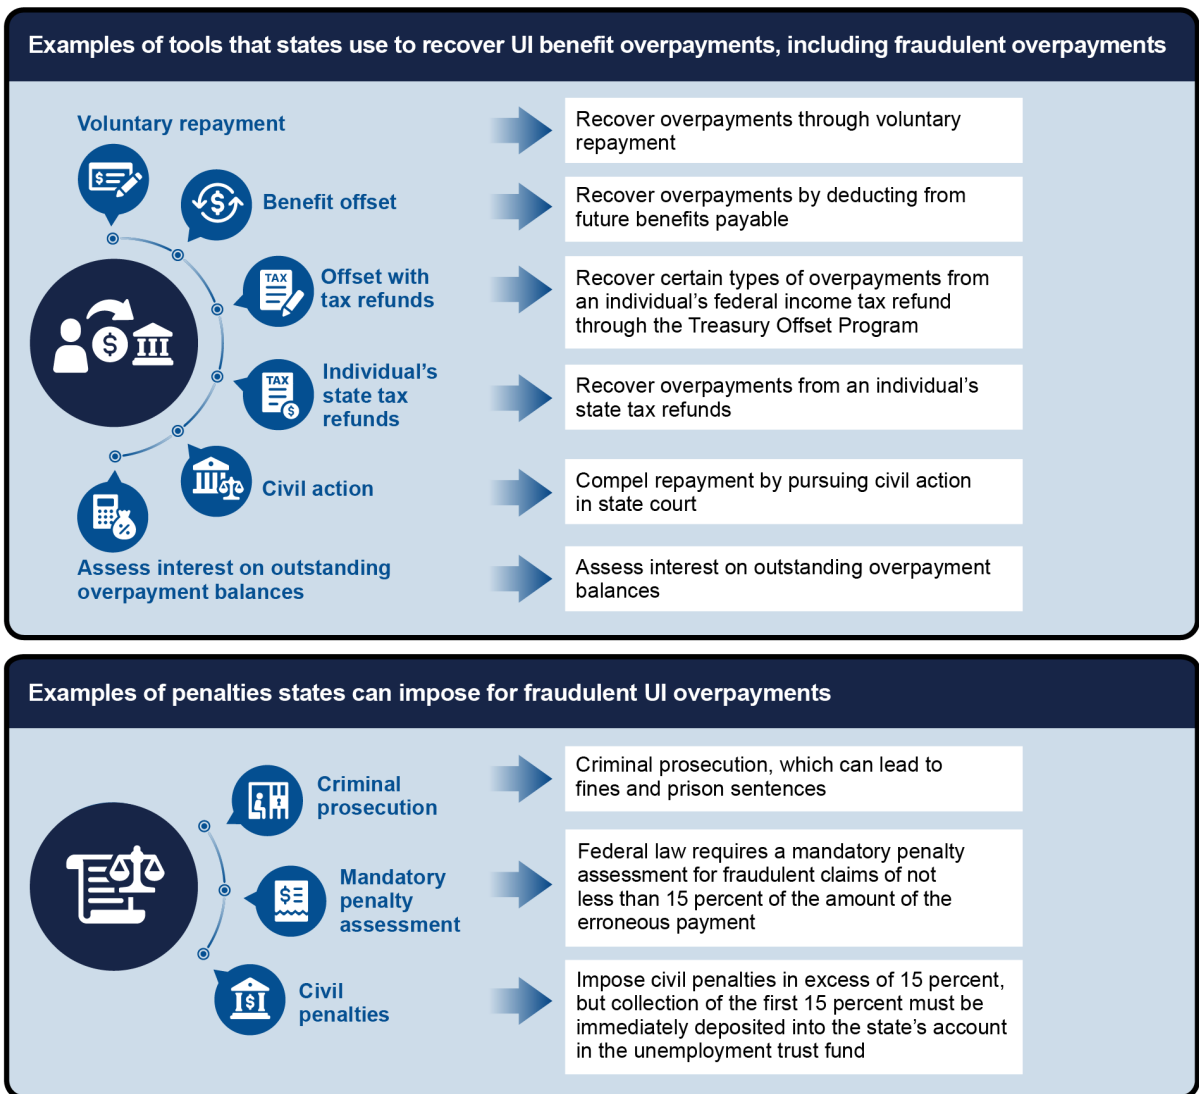 Examples of tools that states use to recover UI benefit overpayments, including fraudulent overpayments
Voluntary repayment
Recover overpayments through voluntary
repayment
$
$
Benefit offset
Recover overpayments by deducting from
future benefits payable
TAX
Offset with
tax refunds
Recover certain types of overpayments from
an individual’s federal income tax refund
through the Treasury Offset Program
$
TAX
$
Individual’s
state tax
refunds
Recover overpayments from an individual’s
state tax refunds
Civil action
Compel repayment by pursuing civil action
in state court
%
Assess interest on outstanding
overpayment balances
Assess interest on outstanding overpayment
balances
Examples of penalties states can impose for fraudulent UI overpayments
Criminal
prosecution
Criminal prosecution, which can lead to
fines and prison sentences
$
Mandatory
penalty
assessment
Federal law requires a mandatory penalty
assessment for fraudulent claims of not
less than 15 percent of the amount of the
erroneous payment
$
Civil
penalties
Impose civil penalties in excess of 15 percent,
but collection of the first 15 percent must be
immediately deposited into the state’s account
in the unemployment trust fund